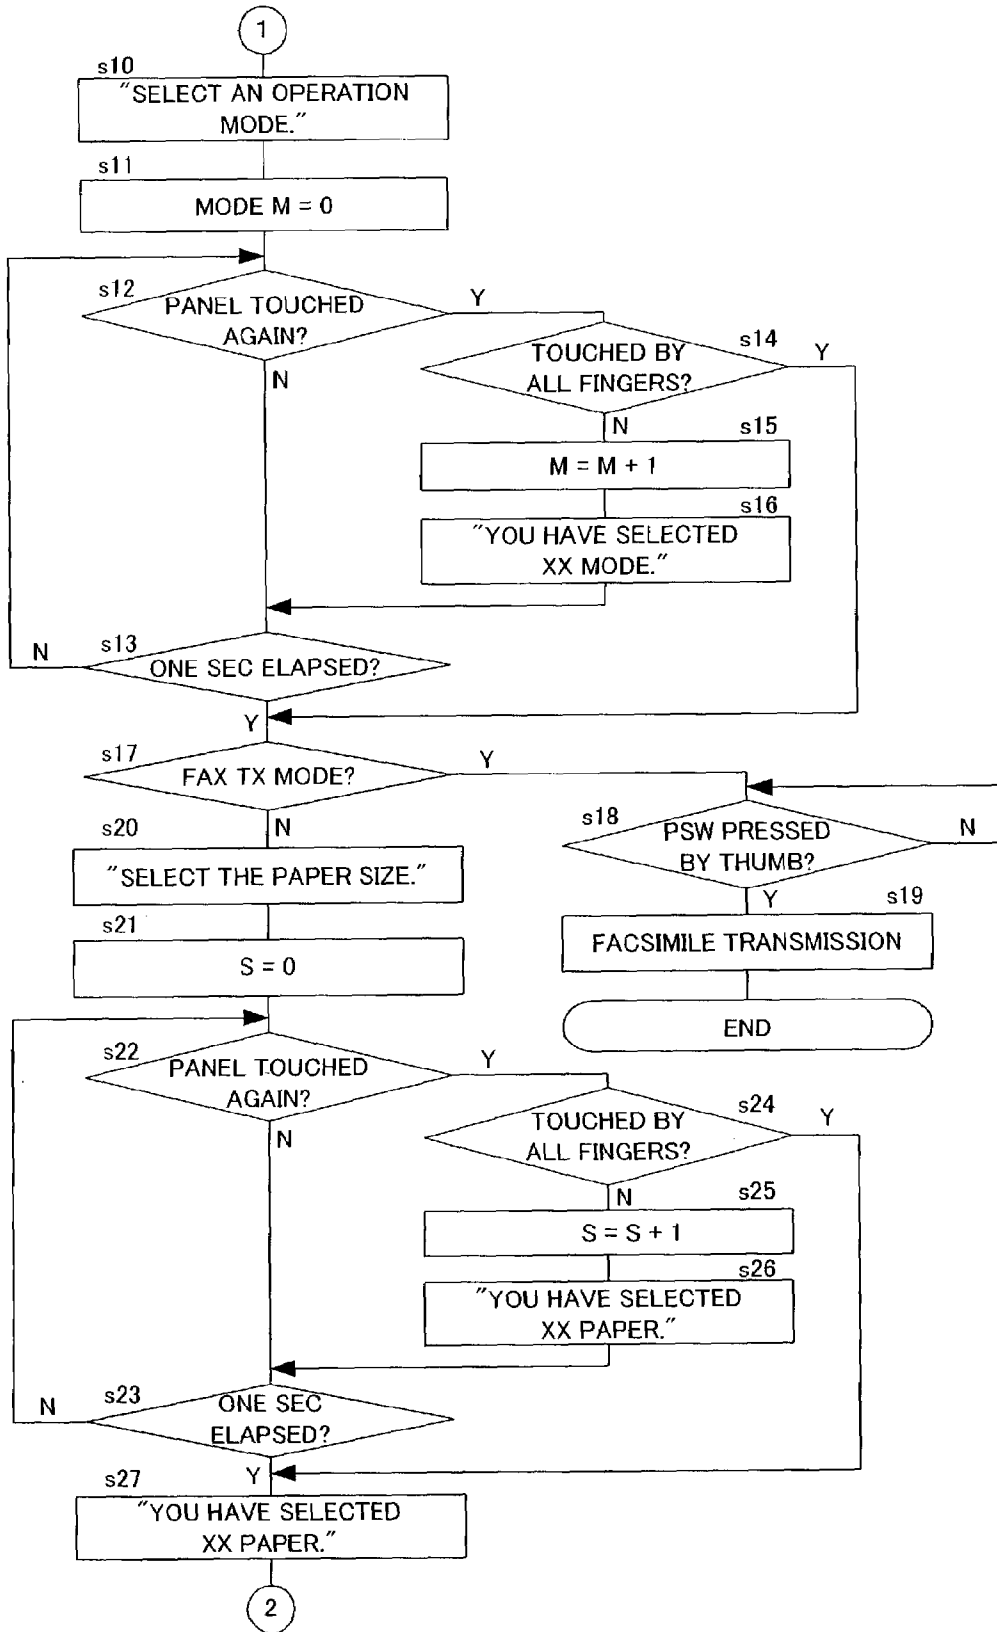 1
s10
"SELECT AN OPERATION
MODE."
s11
MODE M = 0
s12
PANEL TOUCHED
AGAIN?
Y
N
s14
TOUCHED BY
ALL FINGERS?
Y
N
s15
M = M + 1
s16
"YOU HAVE SELECTED
XX MODE."
s13
ONE SEC ELAPSED?
N
Y
s17
FAX TX MODE?
Y
N
s18
PSW PRESSED
BY THUMB?
N
Y
s19
FACSIMILE TRANSMISSION
END
s20
"SELECT THE PAPER SIZE."
s21
S = 0
s22
PANEL TOUCHED
AGAIN?
Y
N
s24
TOUCHED BY
ALL FINGERS?
Y
N
s25
S = S + 1
s26
"YOU HAVE SELECTED
XX PAPER."
s23
ONE SEC
ELAPSED?
N
Y
s27
"YOU HAVE SELECTED
XX PAPER."
2